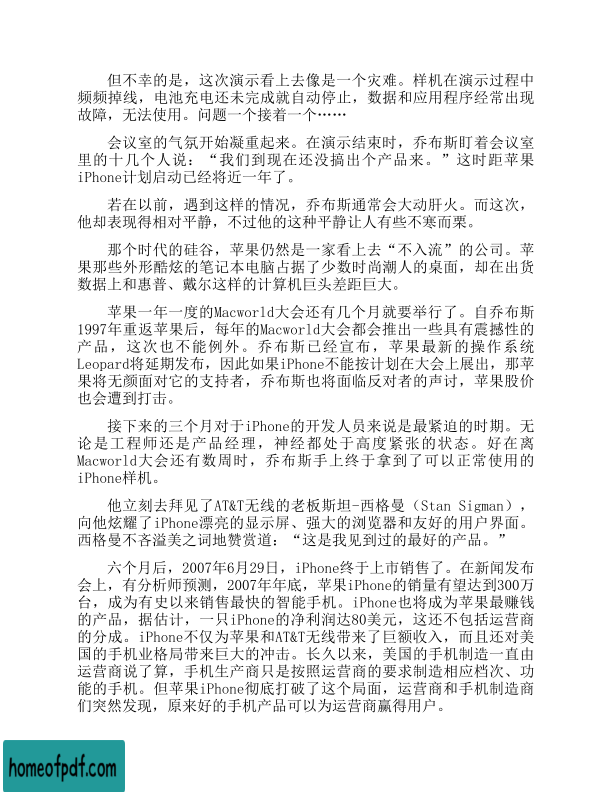 但不幸的是，这次演示看上去像是一个灾难。样机在演示过程中
频频掉线，电池充电还未完成就自动停止，数据和应用程序经常出现
故障，无法使用。问题一个接着一个……
会议室的气氛开始凝重起来。在演示结束时，乔布斯盯着会议室
里的十几个人说：“我们到现在还没搞出个产品来。”这时距苹果
iPhone计划启动已经将近一年了。
若在以前，遇到这样的情况，乔布斯通常会大动肝火。而这次，
他却表现得相对平静，不过他的这种平静让人有些不寒而栗。
那个时代的硅谷，苹果仍然是一家看上去“不入流”的公司。苹
果那些外形酷炫的笔记本电脑占据了少数时尚潮人的桌面，却在出货
数据上和惠普、戴尔这样的计算机巨头差距巨大。
苹果一年一度的Macworld大会还有几个月就要举行了。自乔布斯
1997年重返苹果后，每年的Macworld大会都会推出一些具有震撼性的
产品，这次也不能例外。乔布斯已经宣布，苹果最新的操作系统
Leopard将延期发布，因此如果iPhone不能按计划在大会上展出，那苹
果将无颜面对它的支持者，乔布斯也将面临反对者的声讨，苹果股价
也会遭到打击。
接下来的三个月对于iPhone的开发人员来说是最紧迫的时期。无
论是工程师还是产品经理，神经都处于高度紧张的状态。好在离
Macworld大会还有数周时，乔布斯手上终于拿到了可以正常使用的
iPhone样机。
他立刻去拜见了AT&T无线的老板斯坦-西格曼（Stan Sigman），
向他炫耀了iPhone漂亮的显示屏、强大的浏览器和友好的用户界面。
西格曼不吝溢美之词地赞赏道：“这是我见到过的最好的产品。”
六个月后，2007年6月29日，iPhone终于上市销售了。在新闻发布
会上，有分析师预测，2007年年底，苹果iPhone的销量有望达到300万
台，成为有史以来销售最快的智能手机。iPhone也将成为苹果最赚钱
的产品，据估计，一只iPhone的净利润达80美元，这还不包括运营商
的分成。iPhone不仅为苹果和AT&T无线带来了巨额收入，而且还对美
国的手机业格局带来巨大的冲击。长久以来，美国的手机制造一直由
运营商说了算，手机生产商只是按照运营商的要求制造相应档次、功
能的手机。但苹果iPhone彻底打破了这个局面，运营商和手机制造商
们突然发现，原来好的手机产品可以为运营商赢得用户。
homeofpdf.com